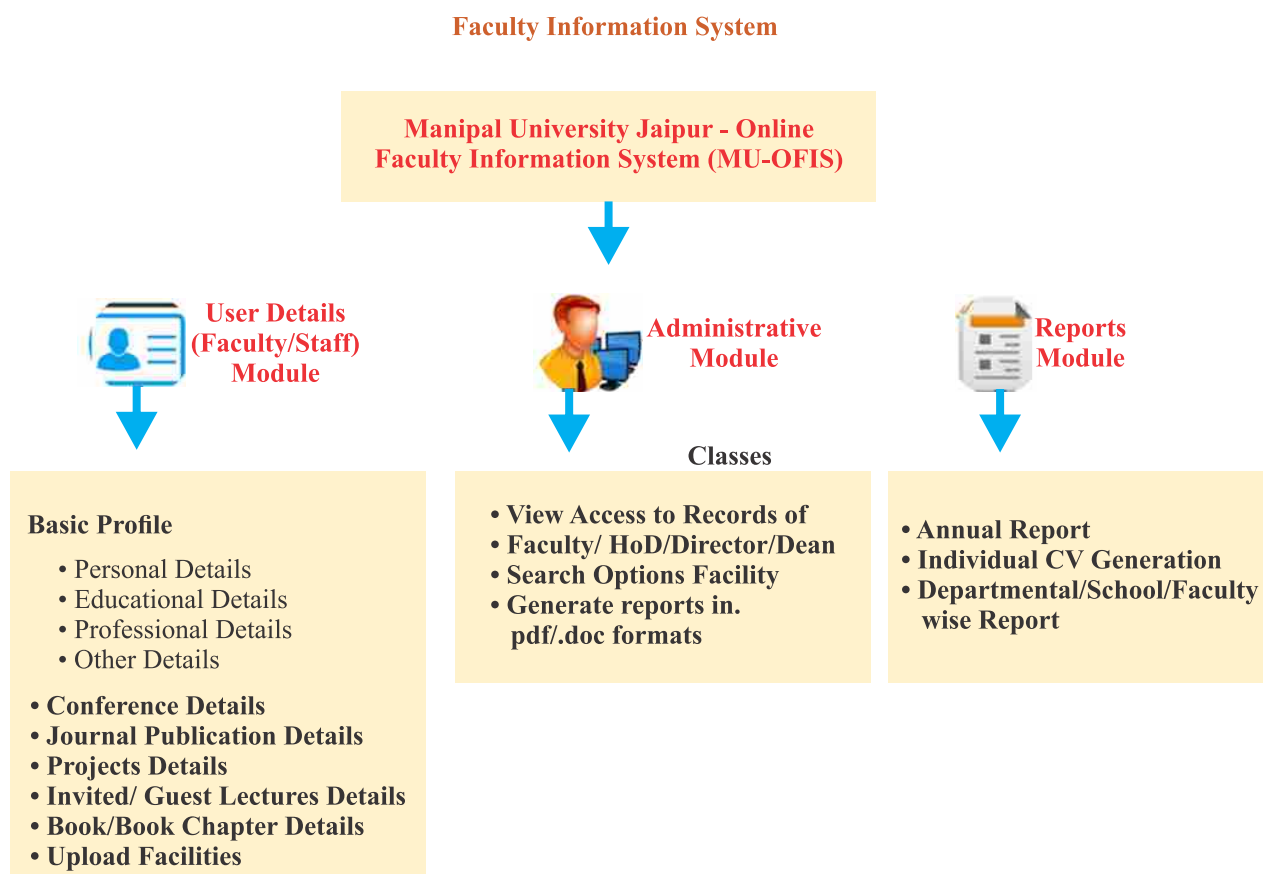 Faculty Information System
Manipal University Jaipur - Online
Faculty Information System (MU-OFIS)
User Details
(Faculty/Staff)
Module
Administrative
Module
Reports
Module
Basic Profile
• Personal Details
• Educational Details
• Professional Details
• Other Details
• Conference Details
• Journal Publication Details
• Projects Details
• Invited/ Guest Lectures Details
• Book/Book Chapter Details
• Upload Facilities
Classes
• View Access to Records of
• Faculty/ HoD/Director/Dean
• Search Options Facility
• Generate reports in.
pdf/.doc formats
• Annual Report
• Individual CV Generation
• Departmental/School/Faculty
wise Report